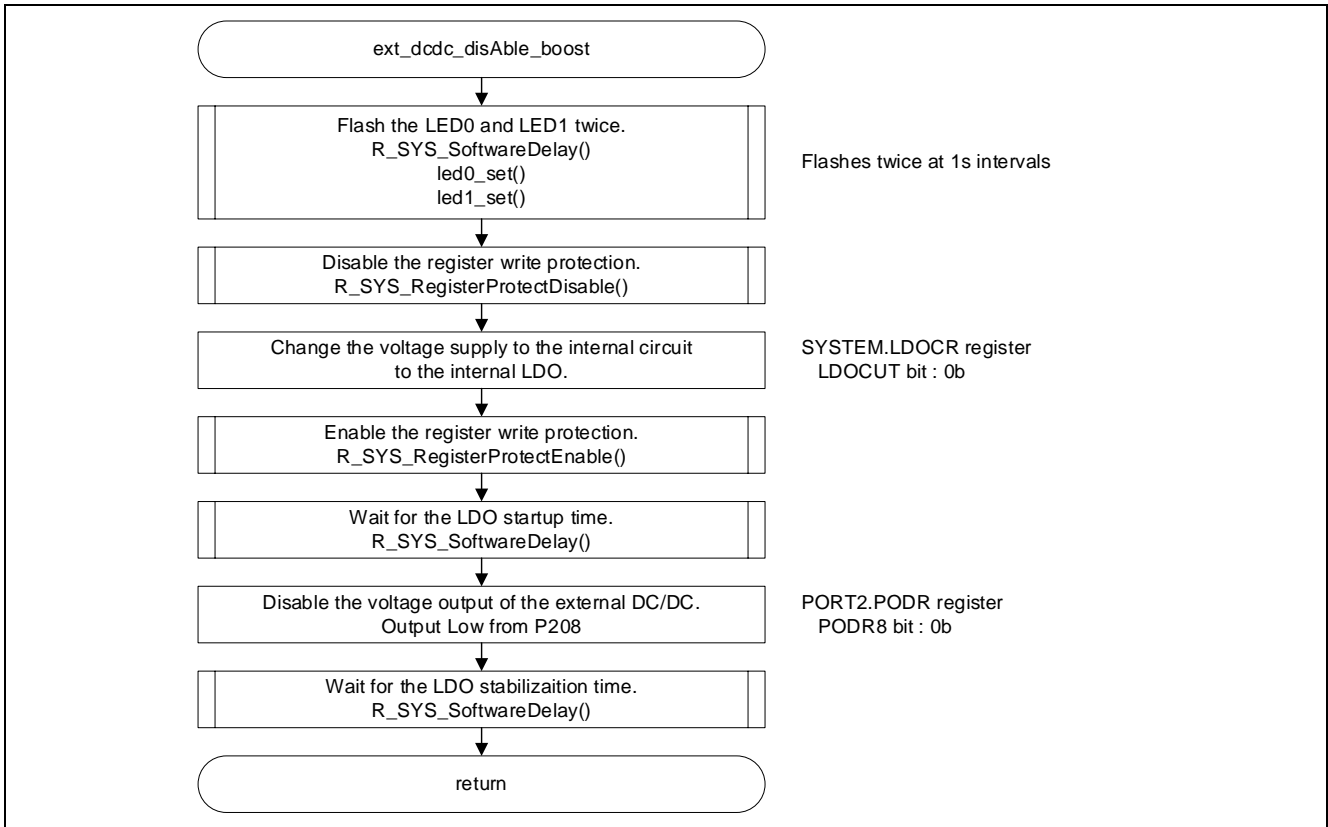 ext_dcdc_disAble_boost
Flash the LED0 and LED1 twice.
R_SYS_SoftwareDelay()
led0_set()
led1_set()
Flashes twice at 1s intervals
Disable the register write protection.
R_SYS_RegisterProtectDisable()
Change the voltage supply to the internal circuit
to the internal LDO.
SYSTEM.LDOCR register
LDOCUT bit : 0b
Enable the register write protection.
R_SYS_RegisterProtectEnable()
Wait for the LDO startup time.
R_SYS_SoftwareDelay()
Disable the voltage output of the external DC/DC.
Output Low from P208
PORT2.PODR register
PODR8 bit : 0b
Wait for the LDO stabilizaition time.
R_SYS_SoftwareDelay()
return